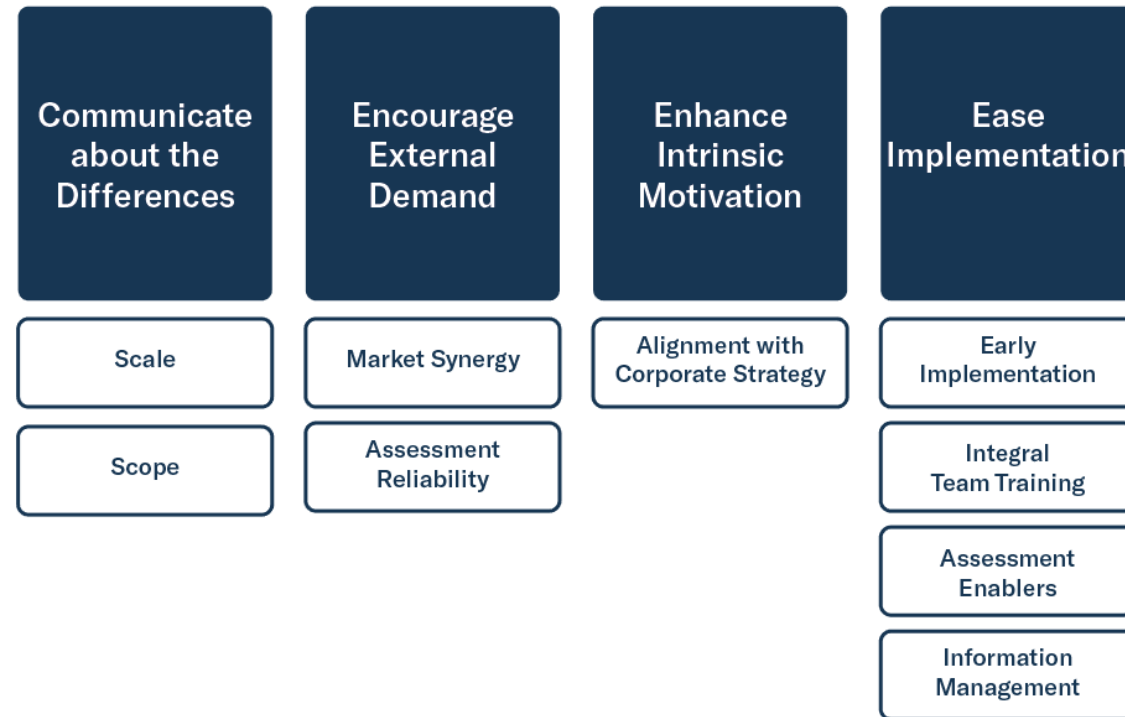 Communicate
about the
Differences
Scale
Scope
Encourage
External
Demand
Market Synergy
Assessment
Reliability
Enhance
Intrinsic
Motivation
Alignment with
Corporate Strategy
Ease
Implementation
Early
Implementation
Integral
Team Training
Assessment
Enablers
Information
Management